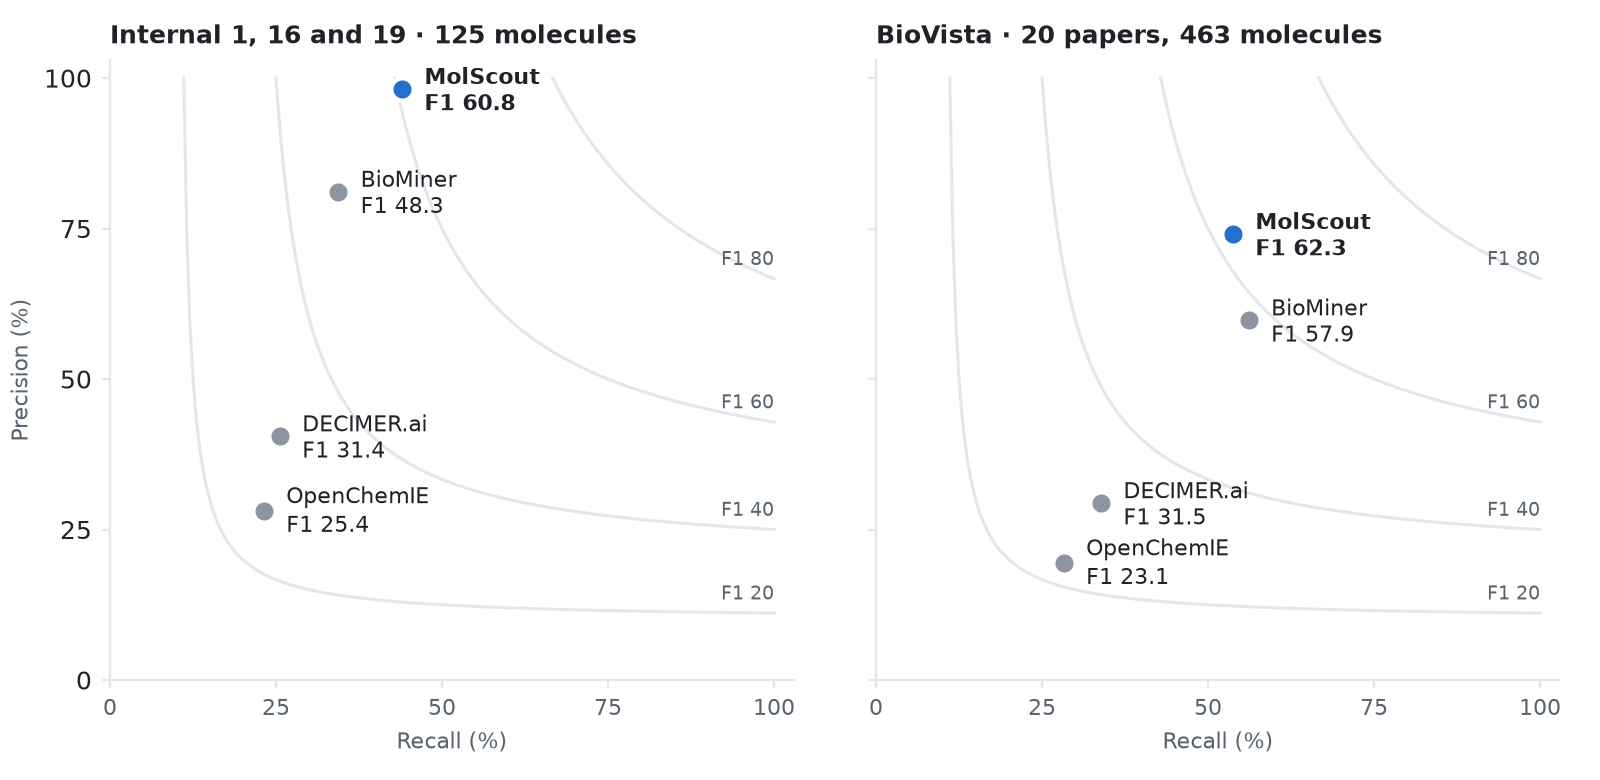 Internal 1, 16 and 19 · 125 molecules
Precision (%)
100
75
50
25
0
MolScout
F1 60.8
BioMiner
F1 48.3
DECIMER.ai
F1 31.4
OpenChemIE
F1 25.4
F1 80
F1 60
F1 40
F1 20
0
25
50
75
100
Recall (%)
BioVista · 20 papers, 463 molecules
MolScout
F1 62.3
BioMiner
F1 57.9
DECIMER.ai
F1 31.5
OpenChemIE
F1 23.1
F1 80
F1 60
F1 40
F1 20
0
25
50
75
100
Recall (%)